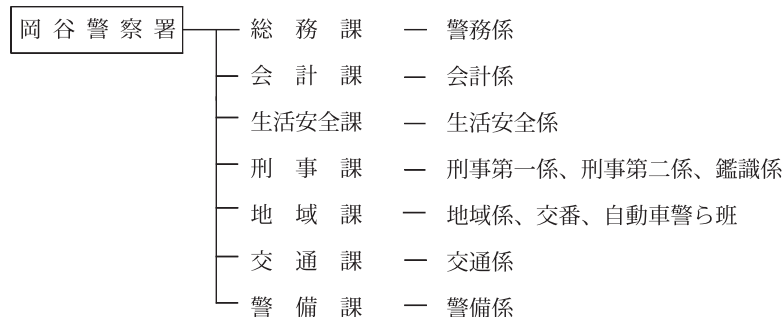 岡谷警察署 総務課 ― 警務係
会計課 ― 会計係
生活安全課 ― 生活安全係
刑事課 ― 刑事第一係、刑事第二係、鑑識係
地域課 ― 地域係、交番、自動車警ら班
交通課 ― 交通係
警備課 ― 警備係